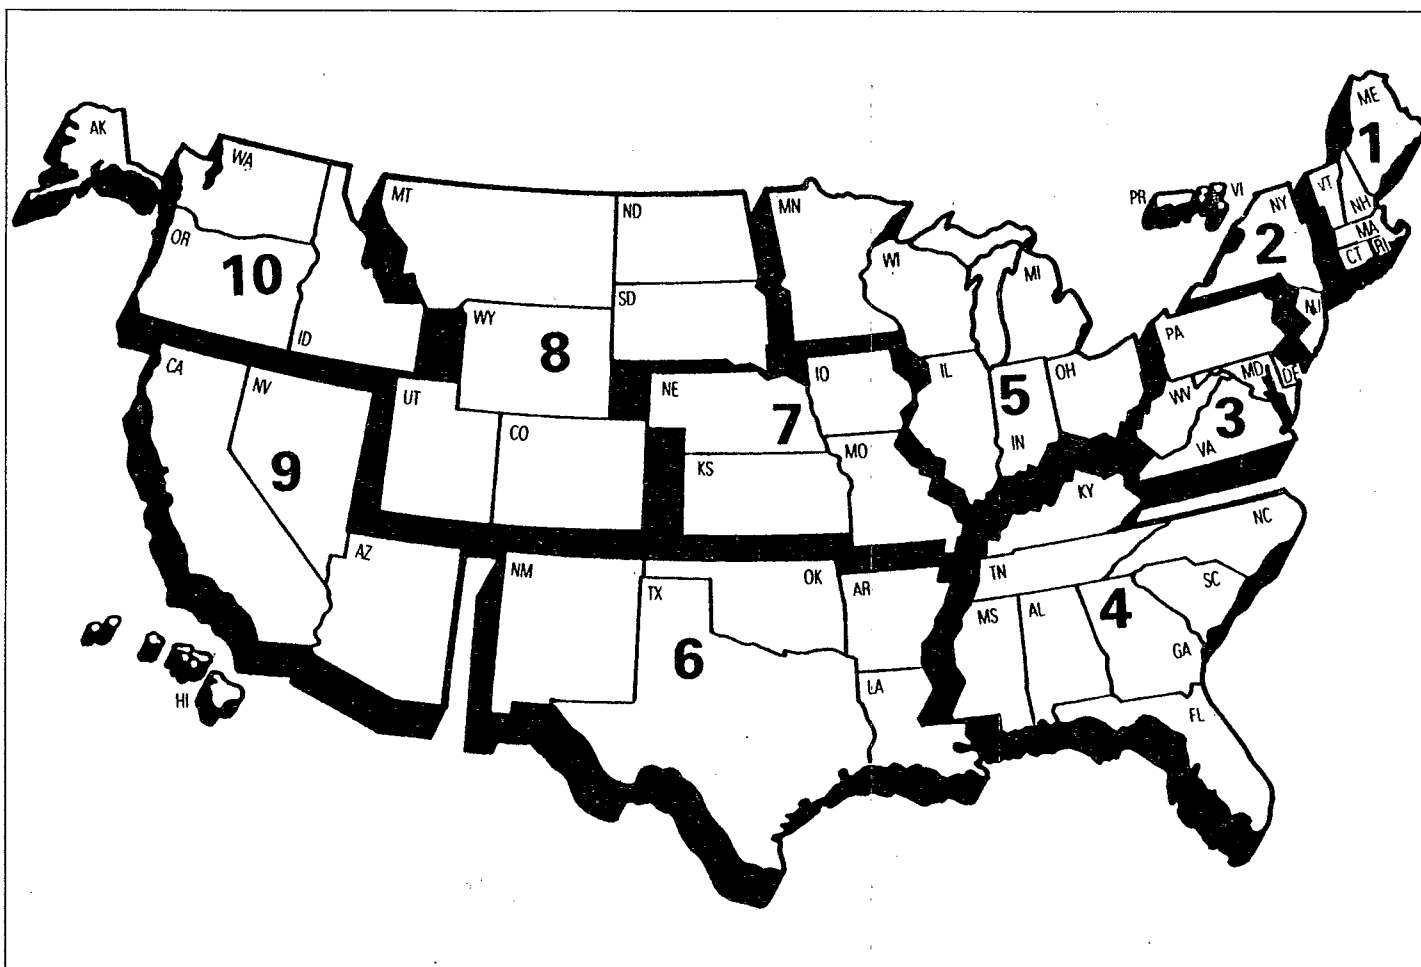 ME
1
AK
WA
VT
NH
PR
VI
NY
MT
ND
MN
MA
CT
RI
OR
10
2
WI
MI
SD
NJ
ID
WY
8
PA
CA
NV
UT
NE
IO
IL
5
OH
WV
MD
DE
3
CO
7
IN
VA
9
KS
MO
KY
NC
AZ
NM
OK
AR
TN
SC
TX
MS
AL
4
6
GA
HI
LA
FL